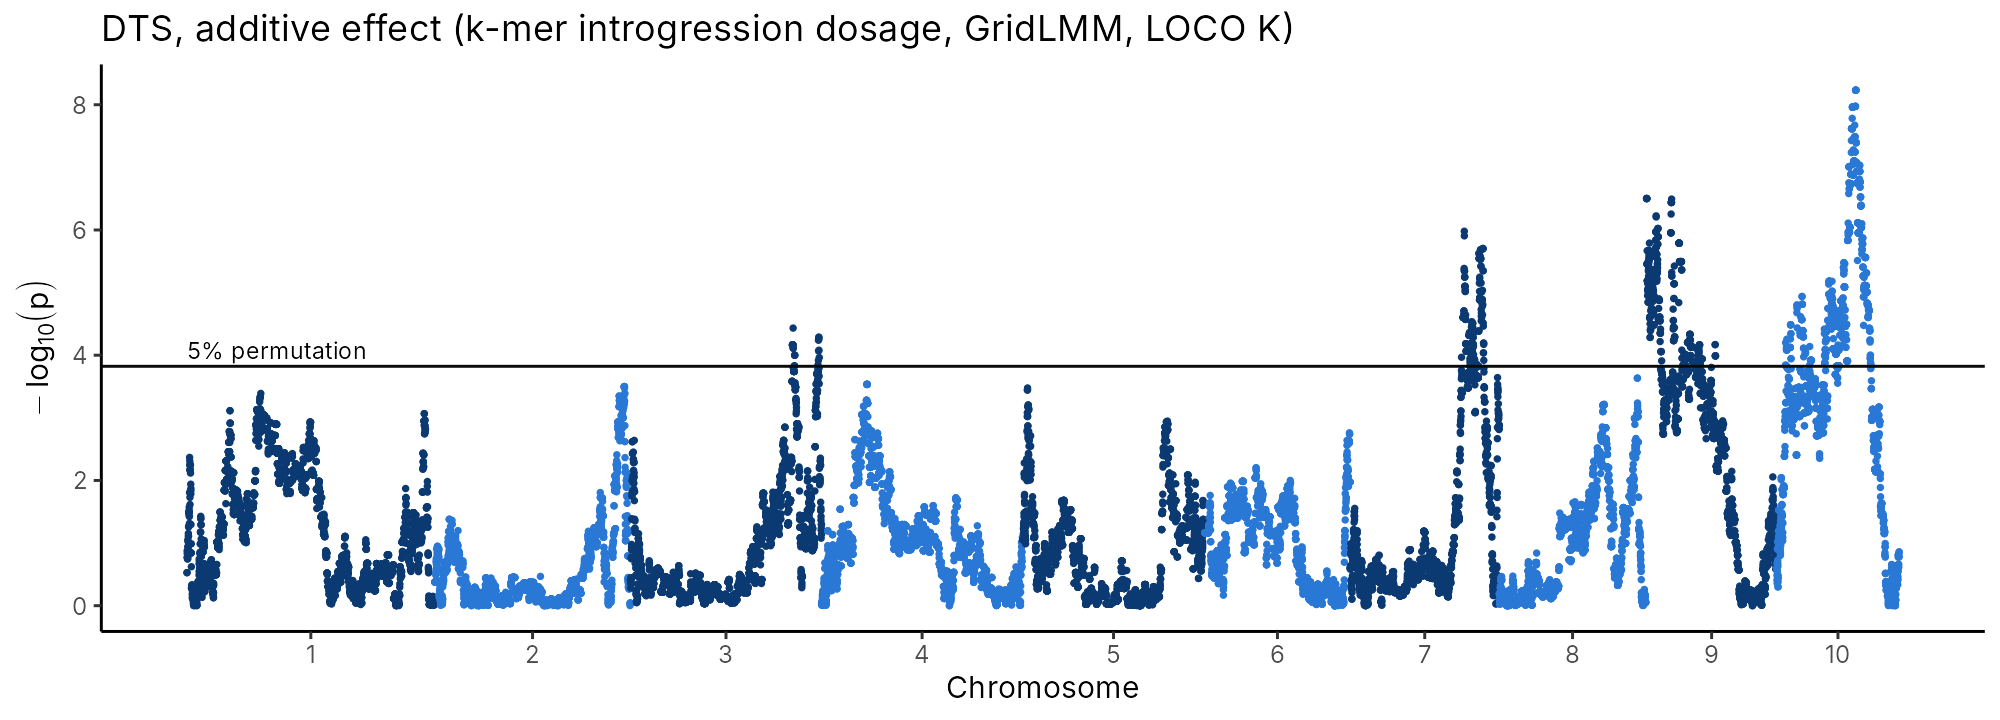 DTS, additive effect (k-mer introgression dosage, GridLMM, LOCO K)
8
6
4
2
0
− log10(p)
5% permutation
1 2 3 4 5 6 7 8 9 10
Chromosome